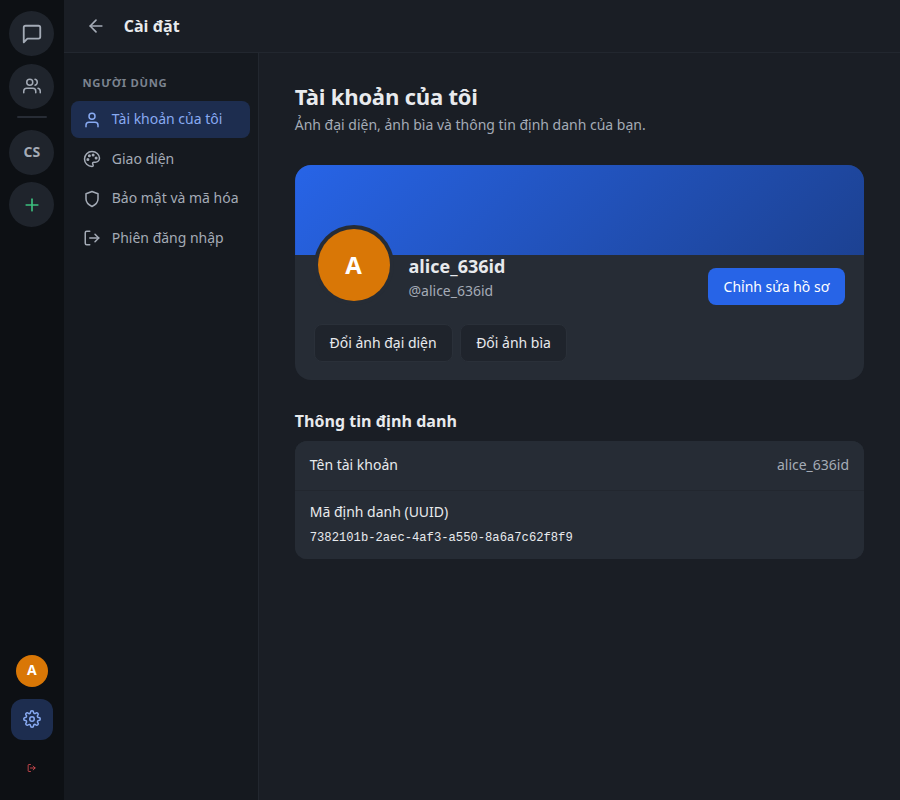 Cài đặt
CS
NGƯỜI DÙNG
Tài khoản của tôi
Giao diện
Bảo mật và mã hóa
Phiên đăng nhập
Tài khoản của tôi
Ảnh đại diện, ảnh bìa và thông tin định danh của bạn.
A
alice_636id
@alice_636id
Chỉnh sửa hồ sơ
Đổi ảnh đại diện
Đổi ảnh bìa
Thông tin định danh
Tên tài khoản
alice_636id
Mã định danh (UUID)
7382101b-2aec-4af3-a550-8a6a7c62f8f9
A